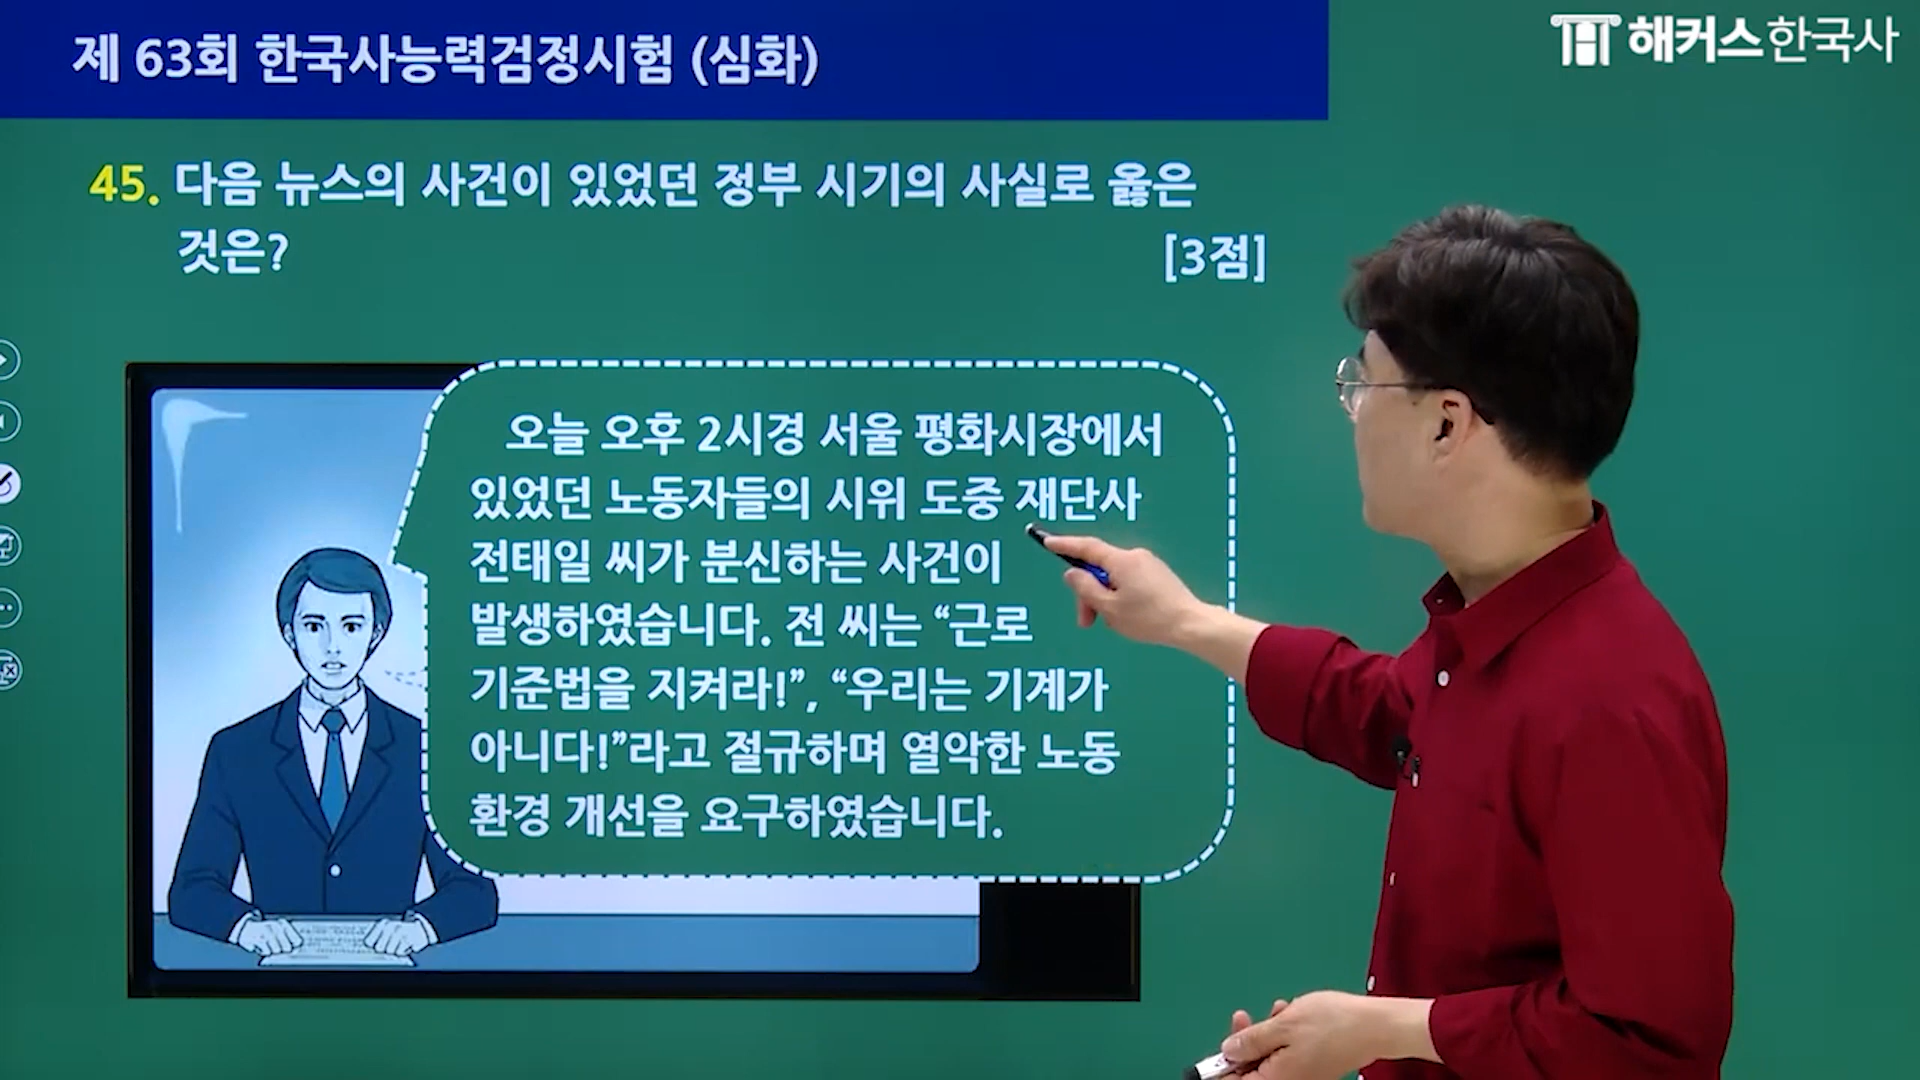 제 63회 한국사능력검정시험 (심화)
해커스한국사
45. 다음 뉴스의 사건이 있었던 정부 시기의 사실로 옳은
것은? [3점]
오늘 오후 2시경 서울 평화시장에서
있었던 노동자들의 시위 도중 재단사
전태일 씨가 분신하는 사건이
발생하였습니다. 전 씨는 “근로
기준법을 지켜라!”, “우리는 기계가
아니다!”라고 절규하며 열악한 노동
환경 개선을 요구하였습니다.